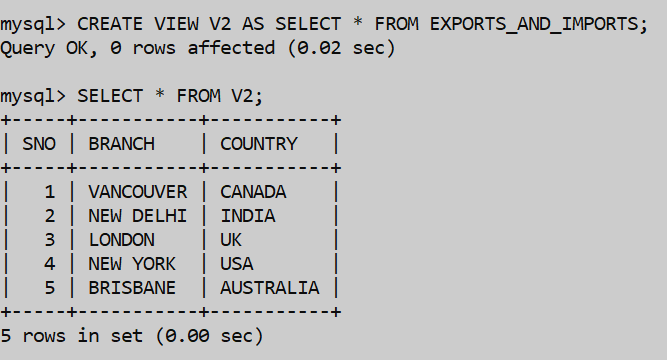 mysql> CREATE VIEW V2 AS SELECT * FROM EXPORTS_AND_IMPORTS;
Query OK, 0 rows affected (0.02 sec)
mysql> SELECT * FROM V2;
+-----+-----------+-----------+
| SNO | BRANCH    | COUNTRY   |
+-----+-----------+-----------+
|   1 | VANCOUVER | CANADA    |
|   2 | NEW DELHI | INDIA     |
|   3 | LONDON    | UK        |
|   4 | NEW YORK  | USA       |
|   5 | BRISBANE  | AUSTRALIA |
+-----+-----------+-----------+
5 rows in set (0.00 sec)